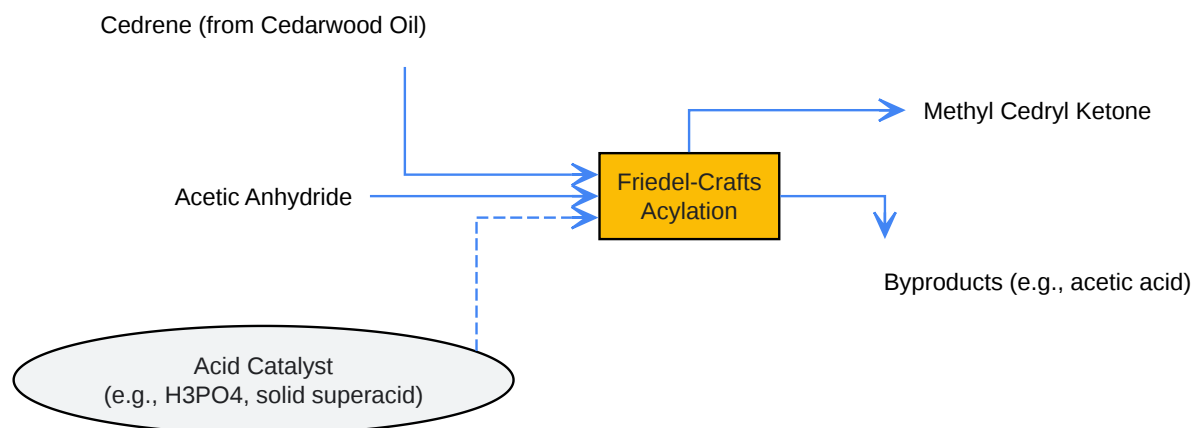 Cedrene (from Cedarwood Oil)
Methyl Cedryl Ketone
Friedel-Crafts
Acylation
Acetic Anhydride
Byproducts (e.g., acetic acid)
Acid Catalyst
(e.g., H3PO4, solid superacid)